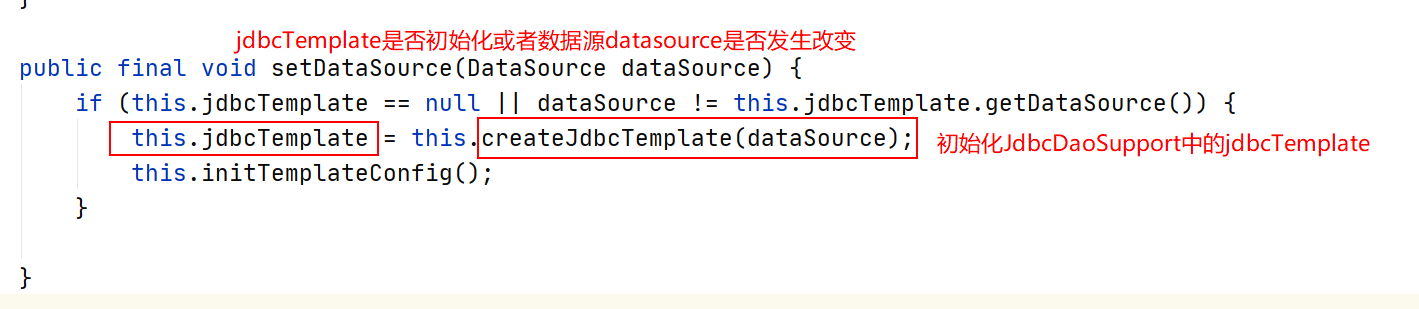 }
jdbcTemplate是否初始化或者数据源datasource是否发生改变
public final void setDataSource(DataSource dataSource) {
if (this.jdbcTemplate == null || dataSource != this.jdbcTemplate.getDataSource()) {
this.jdbcTemplate = this.createJdbcTemplate(dataSource); 初始化JdbcDaoSupport中的jdbcTemplate
this.initTemplateConfig();
}
}